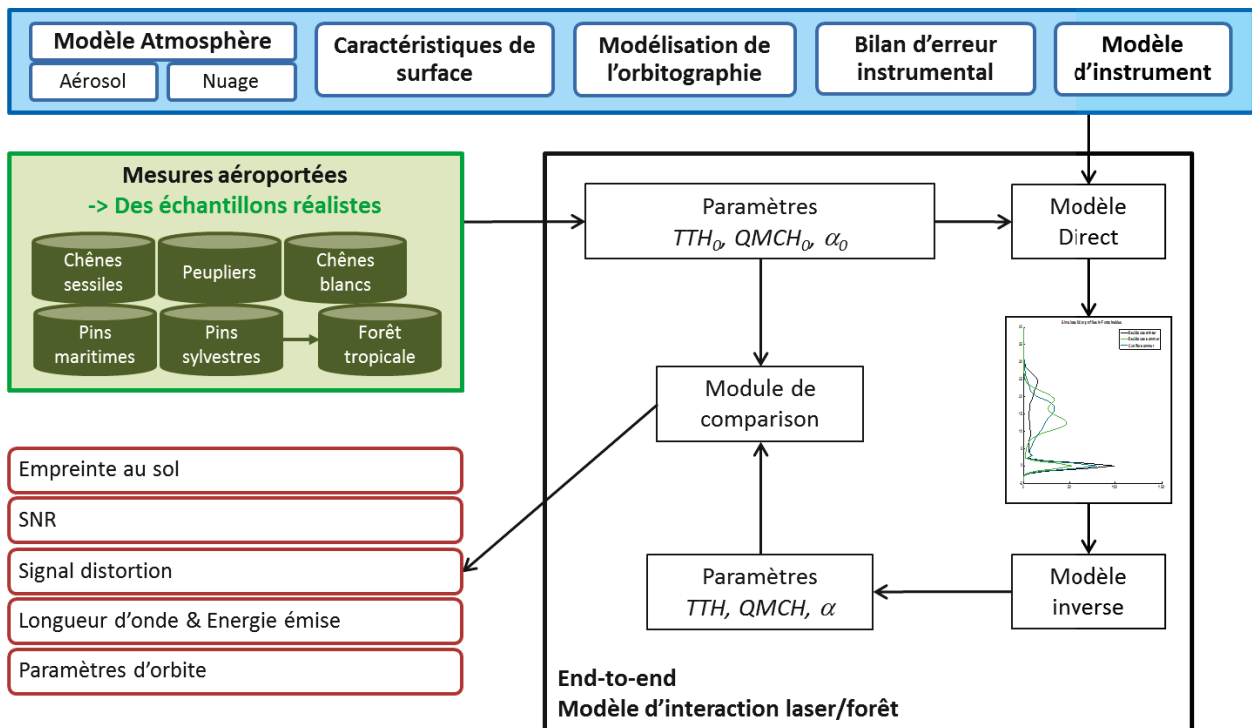 Modèle Atmosphère
Aérosol
Nuage
Caractéristiques de
surface
Modélisation de
l'orbitographie
Bilan d'erreur
instrumental
Modèle
d'instrument
Mesures aéroportées
-> Des échantillons réalistes
Chênes
sessiles
Peupliers
Chênes
blancs
Pins
maritimes
Pins
sylvestres
Forêt
tropicale
Empreinte au sol
SNR
Signal distortion
Longueur d'onde & Energie émise
Paramètres d'orbite
Paramètres
TTH₀, QMCH₀, α₀
Modèle
Direct
Module de
comparison
Paramètres
TTH, QMCH, α
Modèle
inverse
End-to-end
Modèle d'interaction laser/forêt